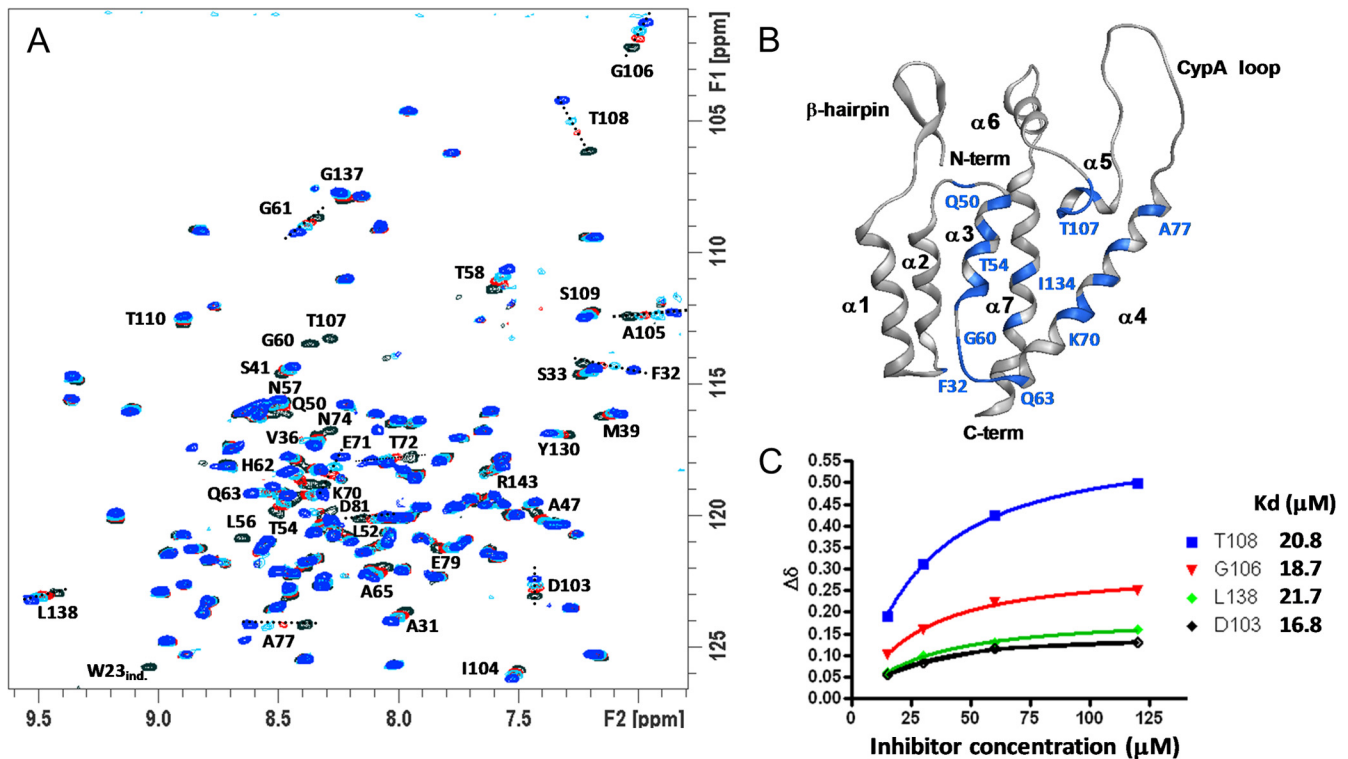 A
G106
F1 [ppm]
T108
105
G137
G61
110
T58
S109
T110
T107
A105
G60
S41
S33
F32
115
N57
Q50
N74
M39
V36
E71
T72
Y130
H62
R143
Q63
K70
A47
D81
L56
T54
L52
120
E79
A65
D103
L138
A31
A77
125
W23ind.
I104
9.5
9.0
8.5
8.0
7.5
F2 [ppm]
B
CypA loop
β-hairpin
α6
α5
N-term
Q50
T107
A77
α3
α2
T54
I134
α1
α7
α4
G60
K70
F32
Q63
C-term
C
0.55
0.50
0.45
0.40
0.35
0.30
0.25
0.20
0.15
0.10
0.05
0.00
Δδ
0
25
50
75
100
125
Inhibitor concentration (μM)
Kd (μM)
T108 20.8
G106 18.7
L138 21.7
D103 16.8